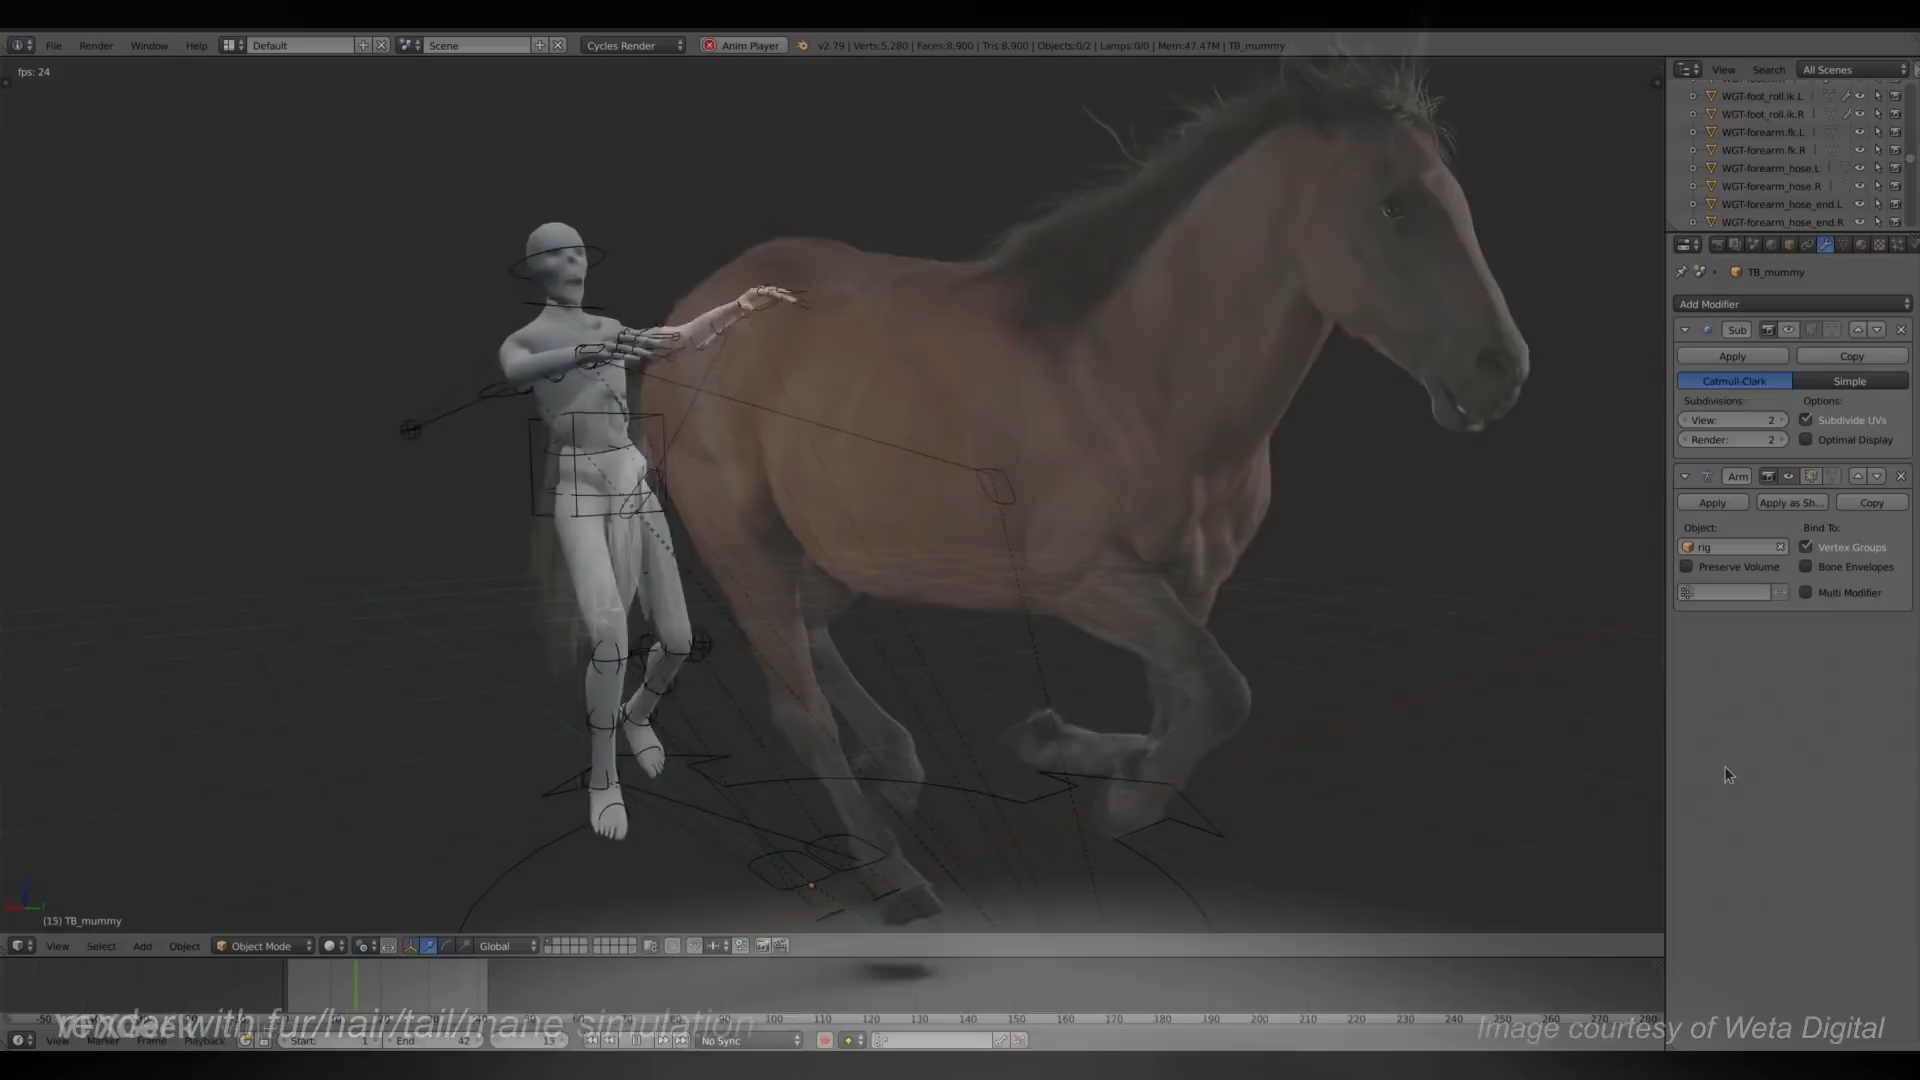 File Render Window Help Default Scene Cycles Render Anim Player v2.79 | Verts:5,280 | Faces:8,900 | Tris:8,900 | Objects:0/2 | Lamps:0/0 | Mem:47.47M | TB_mummy
fps: 24
View Search All Scenes
WGT-foot_roll.ik.L
WGT-foot_roll.ik.R
WGT-forearm.fk.L
WGT-forearm.fk.R
WGT-forearm_hose.L
WGT-forearm_hose.R
WGT-forearm_hose_end.L
WGT-forearm_hose_end.R
TB_mummy
Add Modifier
Sub
Apply Copy
Catmull-Clark Simple
Subdivisions: Options:
View: 2 Subdivide UVs
Render: 2 Optimal Display
Arm
Apply Apply as Sh... Copy
Object: Bind To:
rig Vertex Groups
Preserve Volume Bone Envelopes
Multi Modifier
(15) TB_mummy
View Select Add Object Object Mode Global
-50 100 110 120 130 140 150 160 170 180 190 200 210 220 230 240 250 260 270 280
render with fur/hair/tail/mane simulation
Image courtesy of Weta Digital
View Marker Frame Playback Start: 1 End 42 15 No Sync